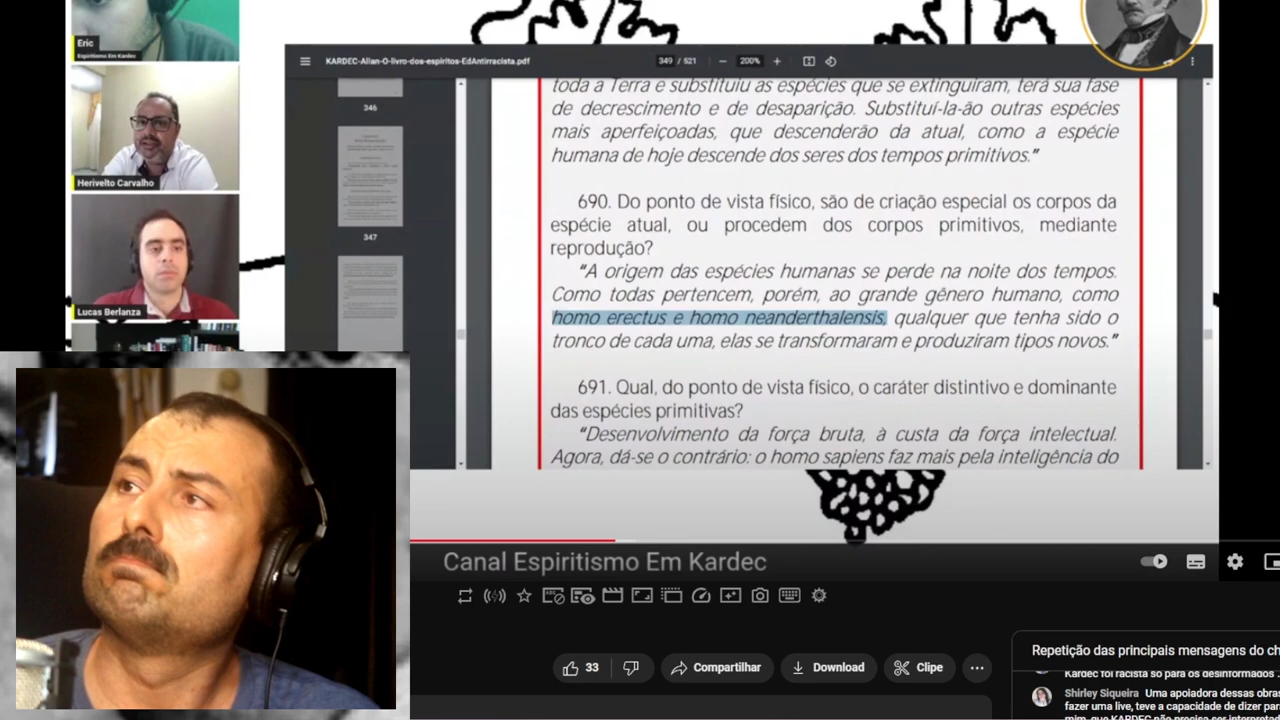 Eric
Espiritismo Em Kardec
KARDEC-Allan-O-livro-dos-espiritos-EdAntirracista.pdf
349 / 521
200%
346
347
Herivelto Carvalho
Lucas Berlanza
toda a Terra e substituiu as espécies que se extinguiram, terá sua fase
de decrescimento e de desaparição. Substituí-la-ão outras espécies
mais aperfeiçoadas, que descenderão da atual, como a espécie
humana de hoje descende dos seres dos tempos primitivos."
690. Do ponto de vista físico, são de criação especial os corpos da
espécie atual, ou procedem dos corpos primitivos, mediante
reprodução?
"A origem das espécies humanas se perde na noite dos tempos.
Como todas pertencem, porém, ao grande gênero humano, como
homo erectus e homo neanderthalensis, qualquer que tenha sido o
tronco de cada uma, elas se transformaram e produziram tipos novos."
691. Qual, do ponto de vista físico, o caráter distintivo e dominante
das espécies primitivas?
"Desenvolvimento da força bruta, à custa da força intelectual.
Agora, dá-se o contrário: o homo sapiens faz mais pela inteligência do
Canal Espiritismo Em Kardec
33
Compartilhar
Download
Clipe
Repetição das principais mensagens do ch
Kardec foi racista só para os desinformados
Shirley Siqueira Uma apoiadora dessas obras
fazer uma live, teve a capacidade de dizer par
mim, que KARDEC não precisa ser